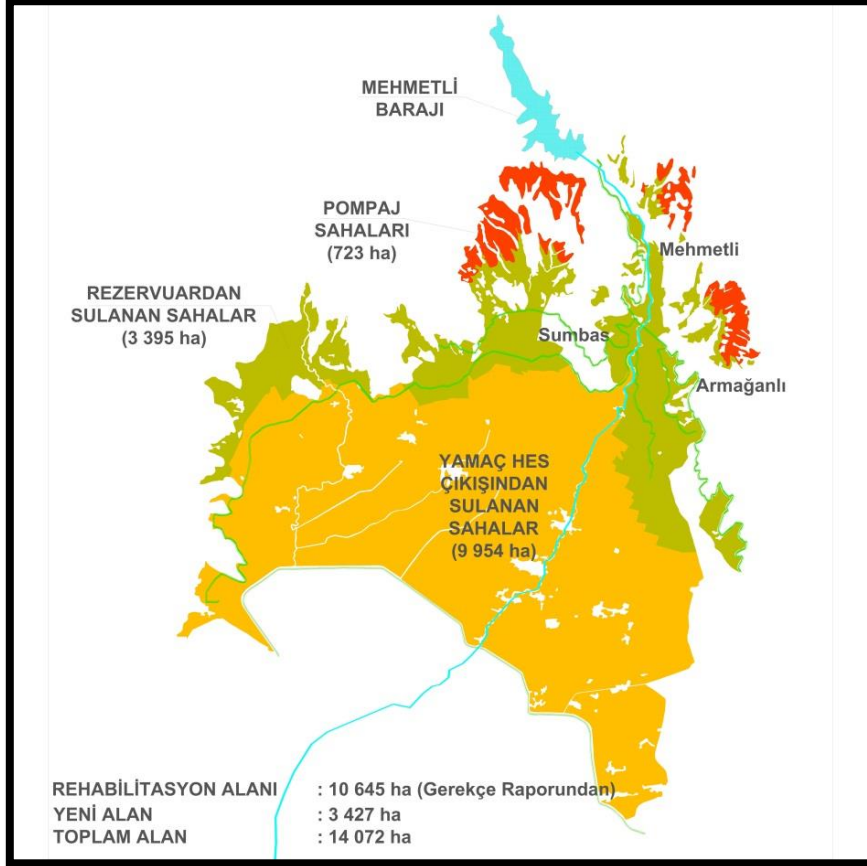 MEHMETLİ
BARAJI
POMPAJ
SAHALARI
(723 ha)
Mehmetli
REZERVUARDAN
SULANAN SAHALAR
(3 395 ha)
Sumbas
Armağanlı
YAMAÇ HES
ÇIKIŞINDAN
SULANAN
SAHALAR
(9 954 ha)
REHABİLİTASYON ALANI : 10 645 ha (Gerekçe Raporundan)
YENİ ALAN : 3 427 ha
TOPLAM ALAN : 14 072 ha